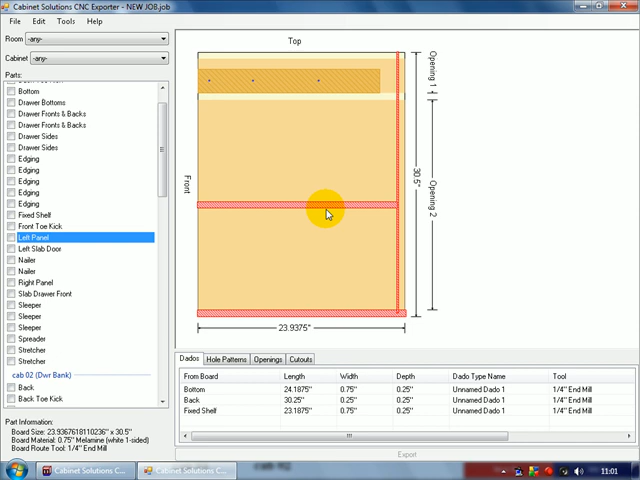 Cabinet Solutions CNC Exporter - NEW JOB.job
File Edit Tools Help
Room -any-
Cabinet -any-
Parts:
Bottom
Drawer Bottoms
Drawer Fronts & Backs
Drawer Fronts & Backs
Drawer Sides
Drawer Sides
Edging
Edging
Edging
Edging
Edging
Fixed Shelf
Front Toe Kick
Left Panel
Left Slab Door
Nailer
Nailer
Right Panel
Slab Drawer Front
Sleeper
Sleeper
Sleeper
Spreader
Stretcher
Stretcher
cab 02 (Dwr Bank)
Back
Back Toe Kick
Part Information:
Board Size: 23.9367618110236" x 30.5"
Board Material: 0.75" Melamine (white 1-sided)
Board Route Tool: 1/4" End Mill
Top
Front
Opening 1
30.5"
Opening 2
23.9375"
Dados Hole Patterns Openings Cutouts
From Board Length Width Depth Dado Type Name Tool
Bottom 24.1875" 0.75" 0.25" Unnamed Dado 1 1/4" End Mill
Back 30.25" 0.75" 0.25" Unnamed Dado 1 1/4" End Mill
Fixed Shelf 23.1875" 0.75" 0.25" Unnamed Dado 1 1/4" End Mill
Export
Cabinet Solutions C...
Cabinet Solutions C...
11:01